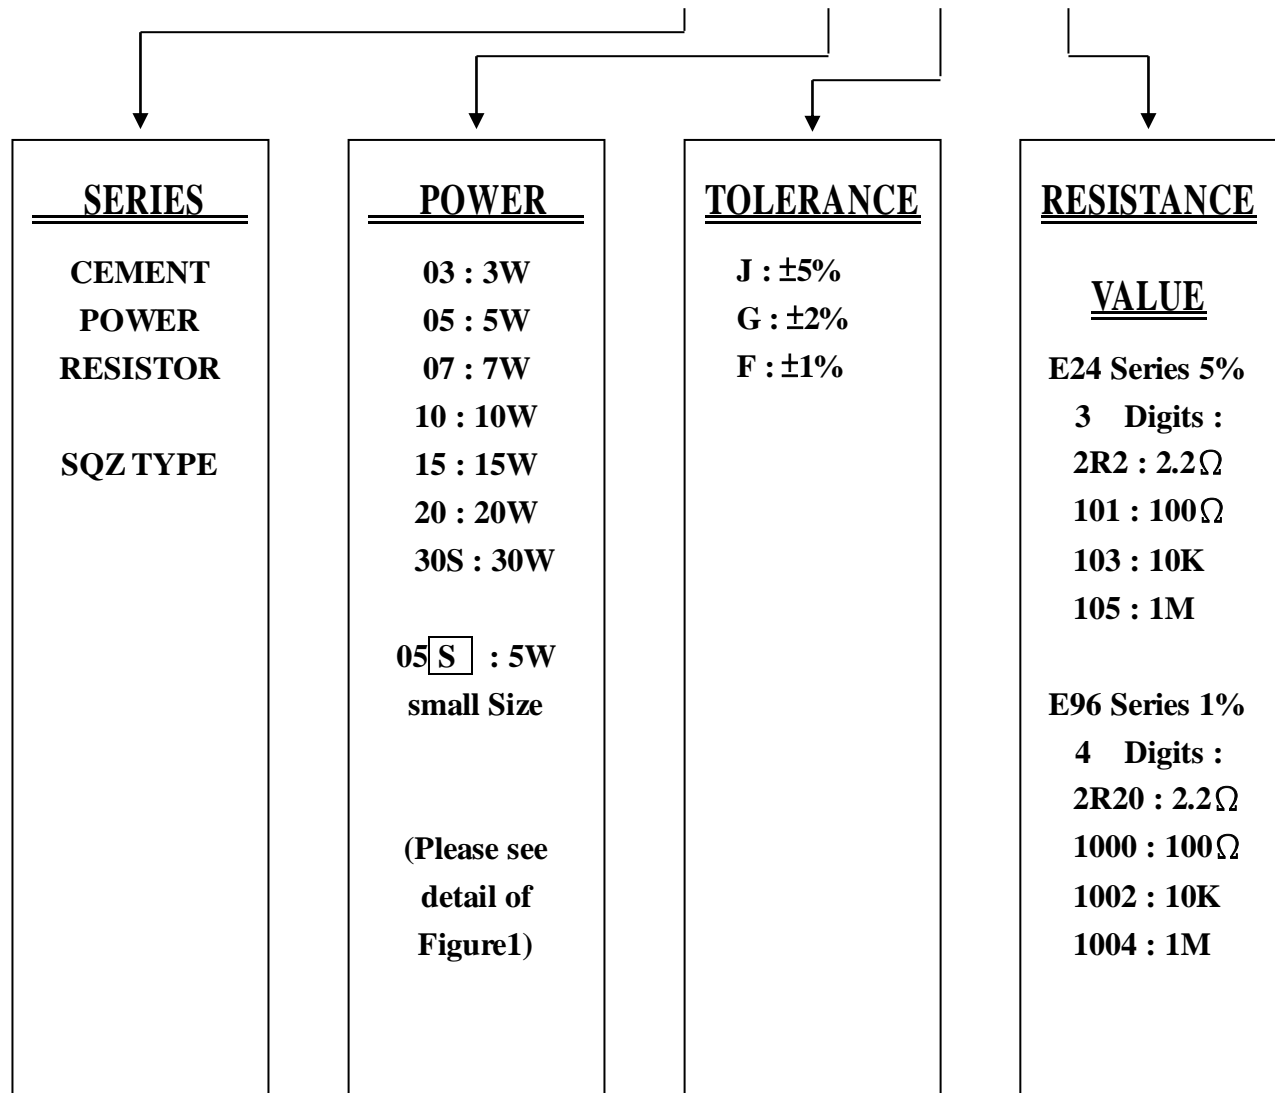 SERIES
CEMENT
POWER
RESISTOR
SQZ TYPE
POWER
03 : 3W
05 : 5W
07 : 7W
10 : 10W
15 : 15W
20 : 20W
30S : 30W
05 S : 5W
small Size
(Please see
detail of
Figure1)
TOLERANCE
J : ±5%
G : ±2%
F : ±1%
RESISTANCE
VALUE
E24 Series 5%
3 Digits :
2R2 : 2.2Ω
101 : 100Ω
103 : 10K
105 : 1M
E96 Series 1%
4 Digits :
2R20 : 2.2Ω
1000 : 100Ω
1002 : 10K
1004 : 1M